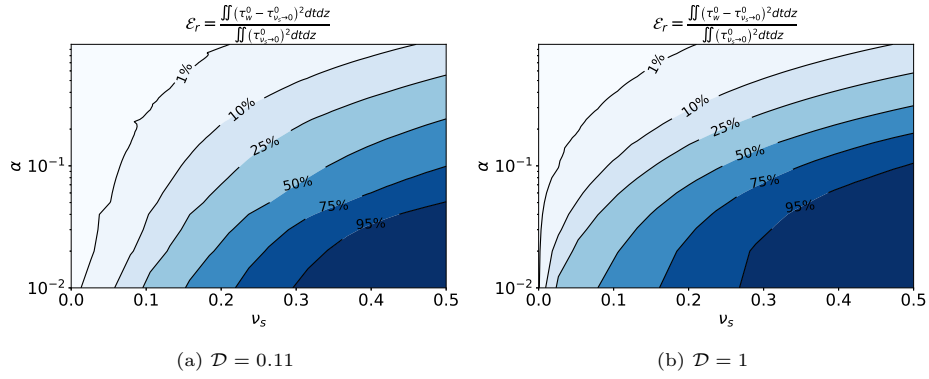 ℰ_r = ∬(τ_w^0 − τ_{ν_s→0}^0)^2 dtdz / ∬(τ_{ν_s→0}^0)^2 dtdz
1%
10%
25%
50%
75%
95%
10^{-1}
10^{-2}
α
0.0 0.1 0.2 0.3 0.4 0.5
ν_s
(a) 𝒟 = 0.11
ℰ_r = ∬(τ_w^0 − τ_{ν_s→0}^0)^2 dtdz / ∬(τ_{ν_s→0}^0)^2 dtdz
1%
10%
25%
50%
75%
95%
10^{-1}
10^{-2}
α
0.0 0.1 0.2 0.3 0.4 0.5
ν_s
(b) 𝒟 = 1